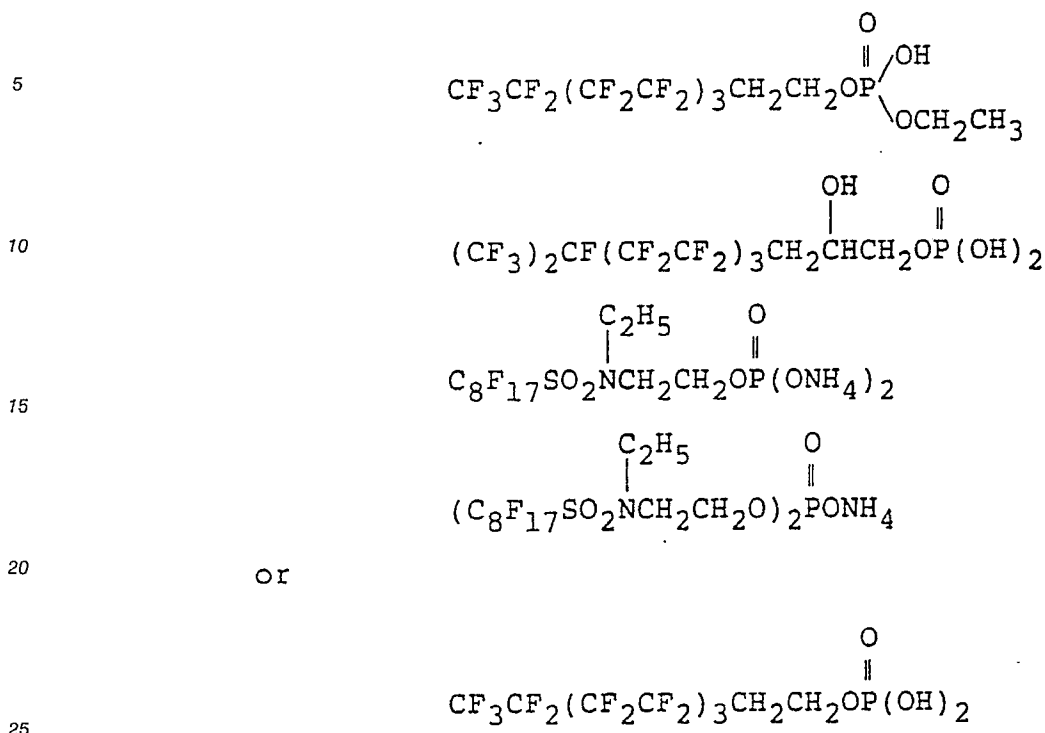 O
5 CF₃CF₂(CF₂CF₂)₃CH₂CH₂OP OH
OCH₂CH₃
OH O
10 (CF₃)₂CF(CF₂CF₂)₃CH₂CHCH₂OP(OH)₂
C₂H₅ O
C₈F₁₇SO₂NCH₂CH₂OP(ONH₄)₂
15
C₂H₅ O
(C₈F₁₇SO₂NCH₂CH₂O)₂PONH₄
20 or
O
CF₃CF₂(CF₂CF₂)₃CH₂CH₂OP(OH)₂
25